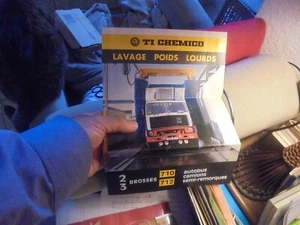 TI CHEMICO
LAVAGE POIDS LOURDS
2 3 BROSSES 710 712
autobus
camions
semi-remorques